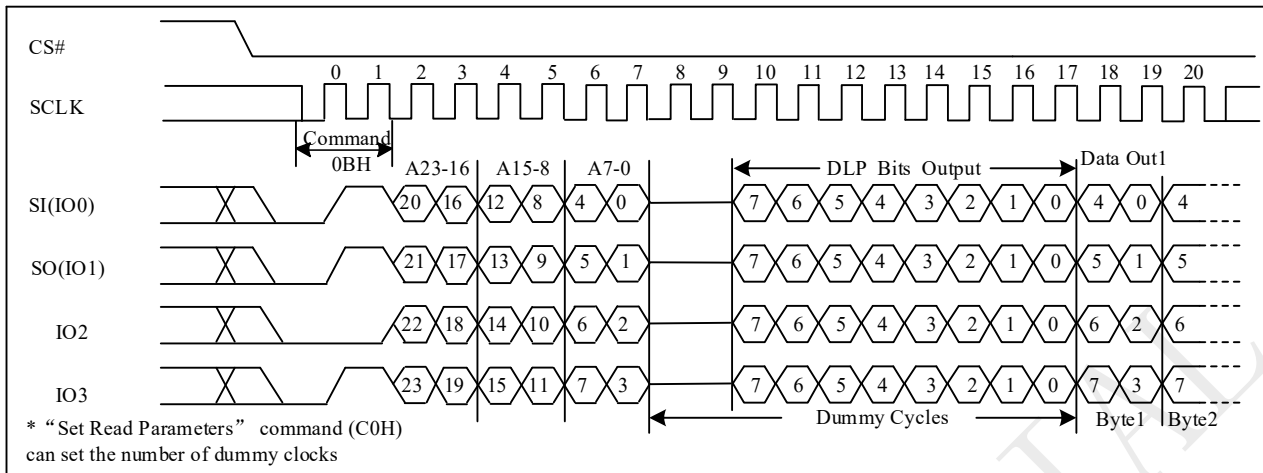 CS#
0 1 2 3 4 5 6 7 8 9 10 11 12 13 14 15 16 17 18 19 20
SCLK
Command
0BH
A23-16 A15-8 A7-0 DLP Bits Output Data Out1
SI(IO0) 20 16 12 8 4 0 7 6 5 4 3 2 1 0 4 0 4
SO(IO1) 21 17 13 9 5 1 7 6 5 4 3 2 1 0 5 1 5
IO2 22 18 14 10 6 2 7 6 5 4 3 2 1 0 6 2 6
IO3 23 19 15 11 7 3 7 6 5 4 3 2 1 0 7 3 7
Dummy Cycles Byte1 Byte2
* “Set Read Parameters” command (C0H)
can set the number of dummy clocks